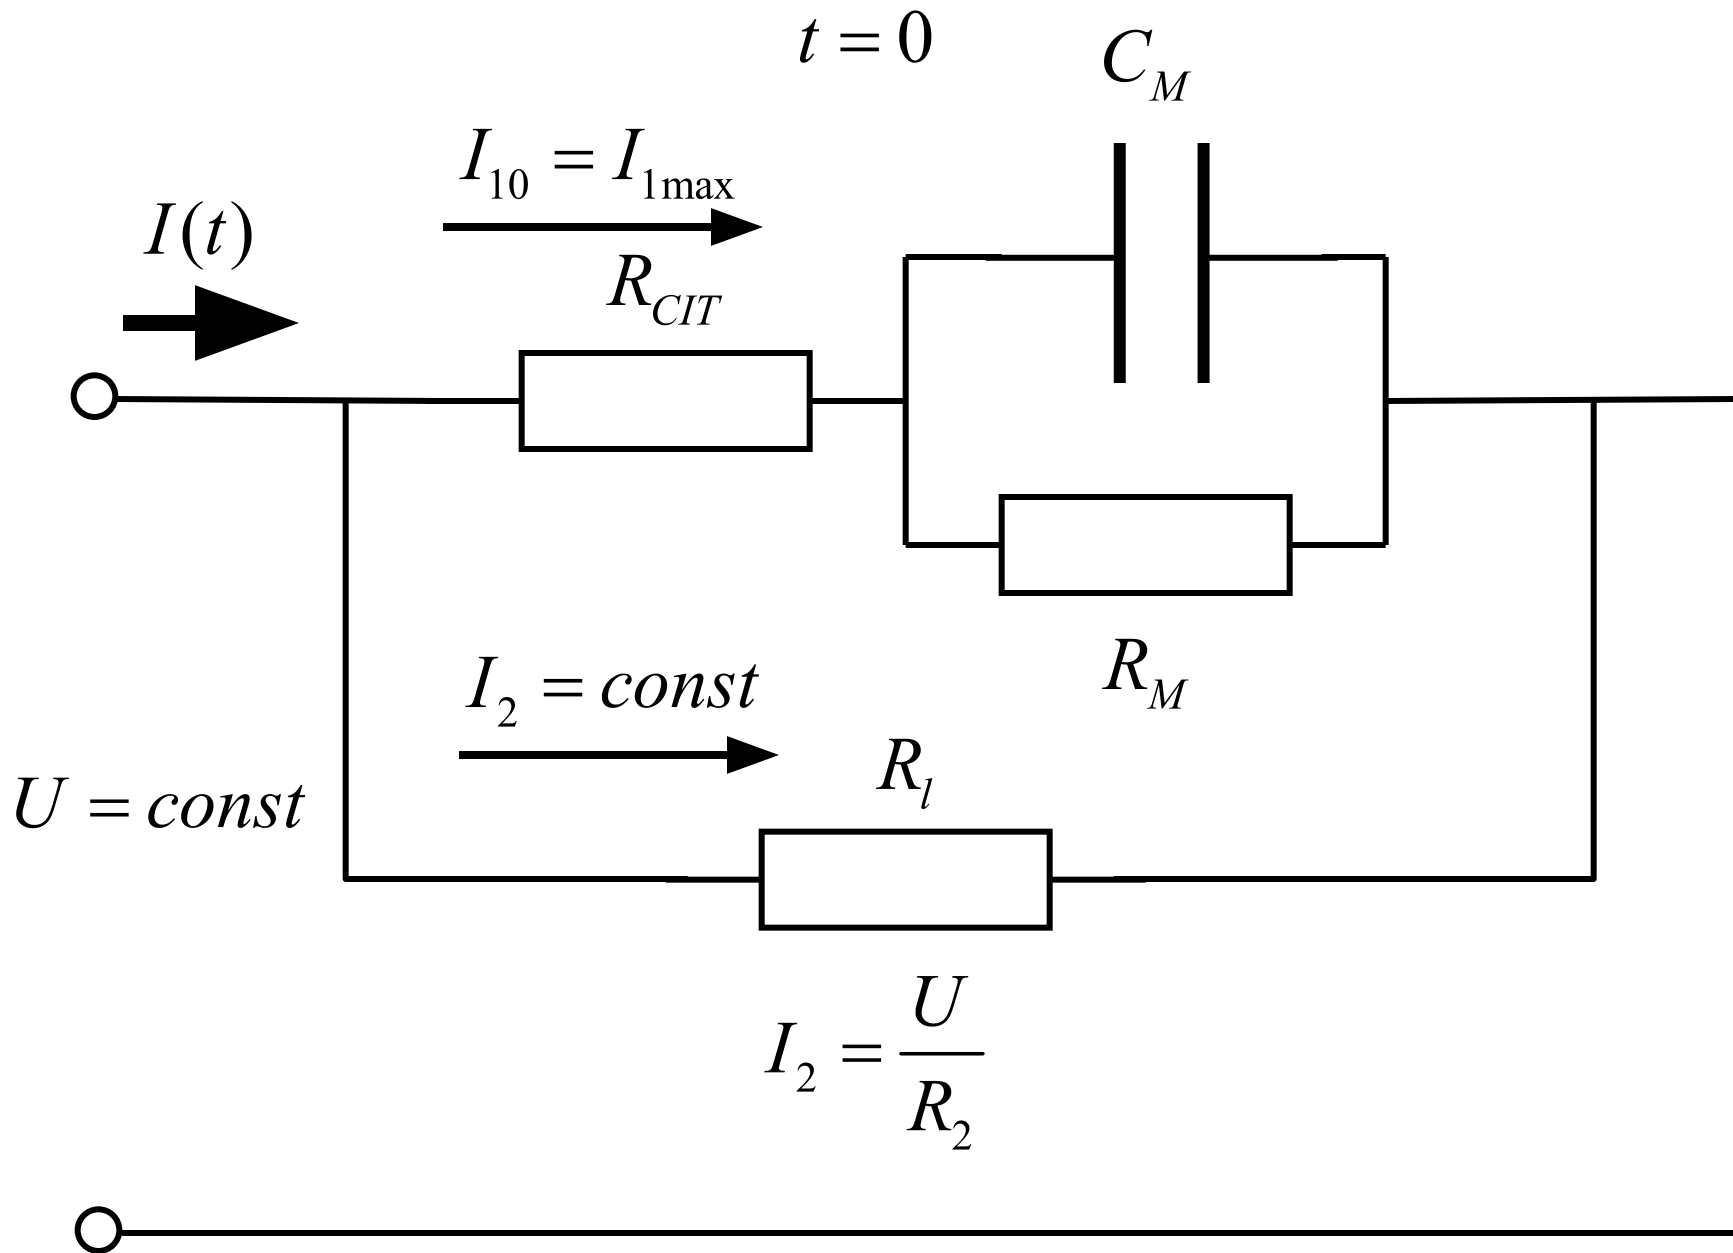 t = 0
C_M
I_10 = I_1max
I(t)
R_CIT
R_M
I_2 = const
R_l
U = const
I_2 = U/R_2